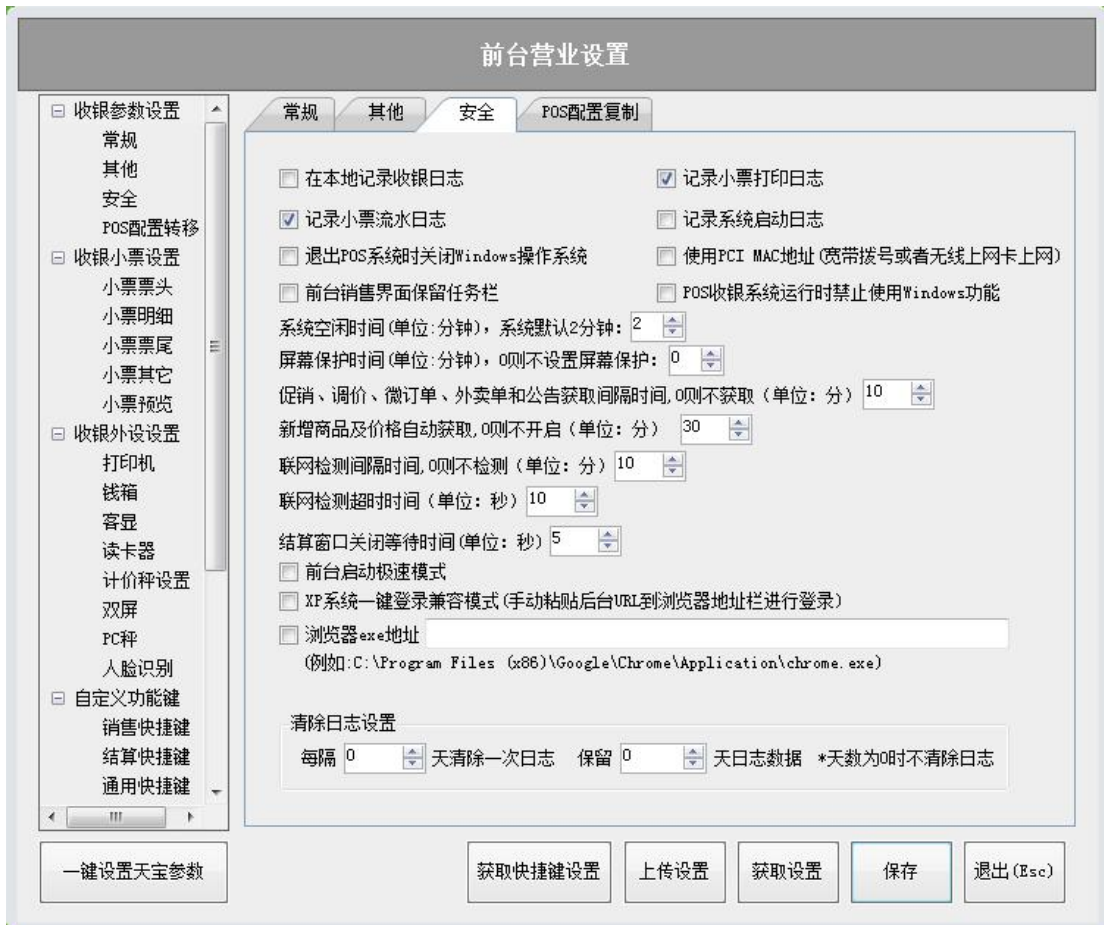 前台营业设置
收银参数设置
常规
其他
安全
POS配置转移
收银小票设置
小票票头
小票明细
小票票尾
小票其它
小票预览
收银外设设置
打印机
钱箱
客显
读卡器
计价秤设置
双屏
PC秤
人脸识别
自定义功能键
销售快捷键
结算快捷键
通用快捷键
常规 其他 安全 POS配置复制
在本地记录收银日志 记录小票打印日志
记录小票流水日志 记录系统启动日志
退出POS系统时关闭Windows操作系统 使用PCI MAC地址(宽带拨号或者无线上网卡上网)
前台销售界面保留任务栏 POS收银系统运行时禁止使用Windows功能
系统空闲时间(单位:分钟),系统默认2分钟: 2
屏幕保护时间(单位:分钟),0则不设置屏幕保护: 0
促销、调价、微订单、外卖单和公告获取间隔时间,0则不获取（单位: 分） 10
新增商品及价格自动获取,0则不开启（单位: 分） 30
联网检测间隔时间,0则不检测（单位: 分） 10
联网检测超时时间（单位: 秒） 10
结算窗口关闭等待时间(单位: 秒) 5
前台启动极速模式
XP系统一键登录兼容模式(手动粘贴后台URL到浏览器地址栏进行登录)
浏览器exe地址
(例如:C:\Program Files (x86)\Google\Chrome\Application\chrome.exe)
清除日志设置
每隔 0 天清除一次日志 保留 0 天日志数据 *天数为0时不清除日志
一键设置天宝参数 获取快捷键设置 上传设置 获取设置 保存 退出(Esc)